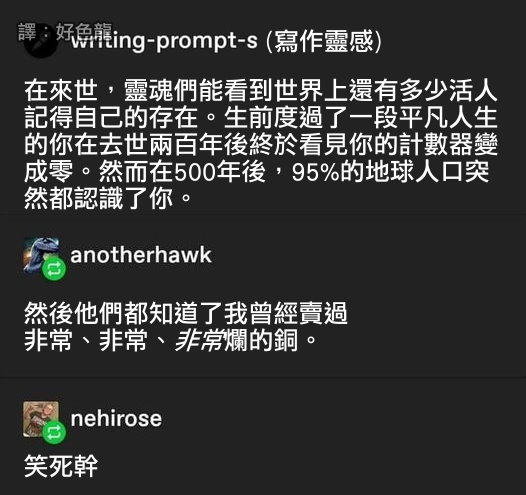 譯：好色龍
writing-prompt-s (寫作靈感)
在來世，靈魂們能看到世界上還有多少活人
記得自己的存在。生前度過了一段平凡人生
的你在去世兩百年後終於看見你的計數器變
成零。然而在500年後，95%的地球人口突
然都認識了你。
anotherhawk
然後他們都知道了我曾經賣過
非常、非常、非常爛的銅。
nehirose
笑死幹